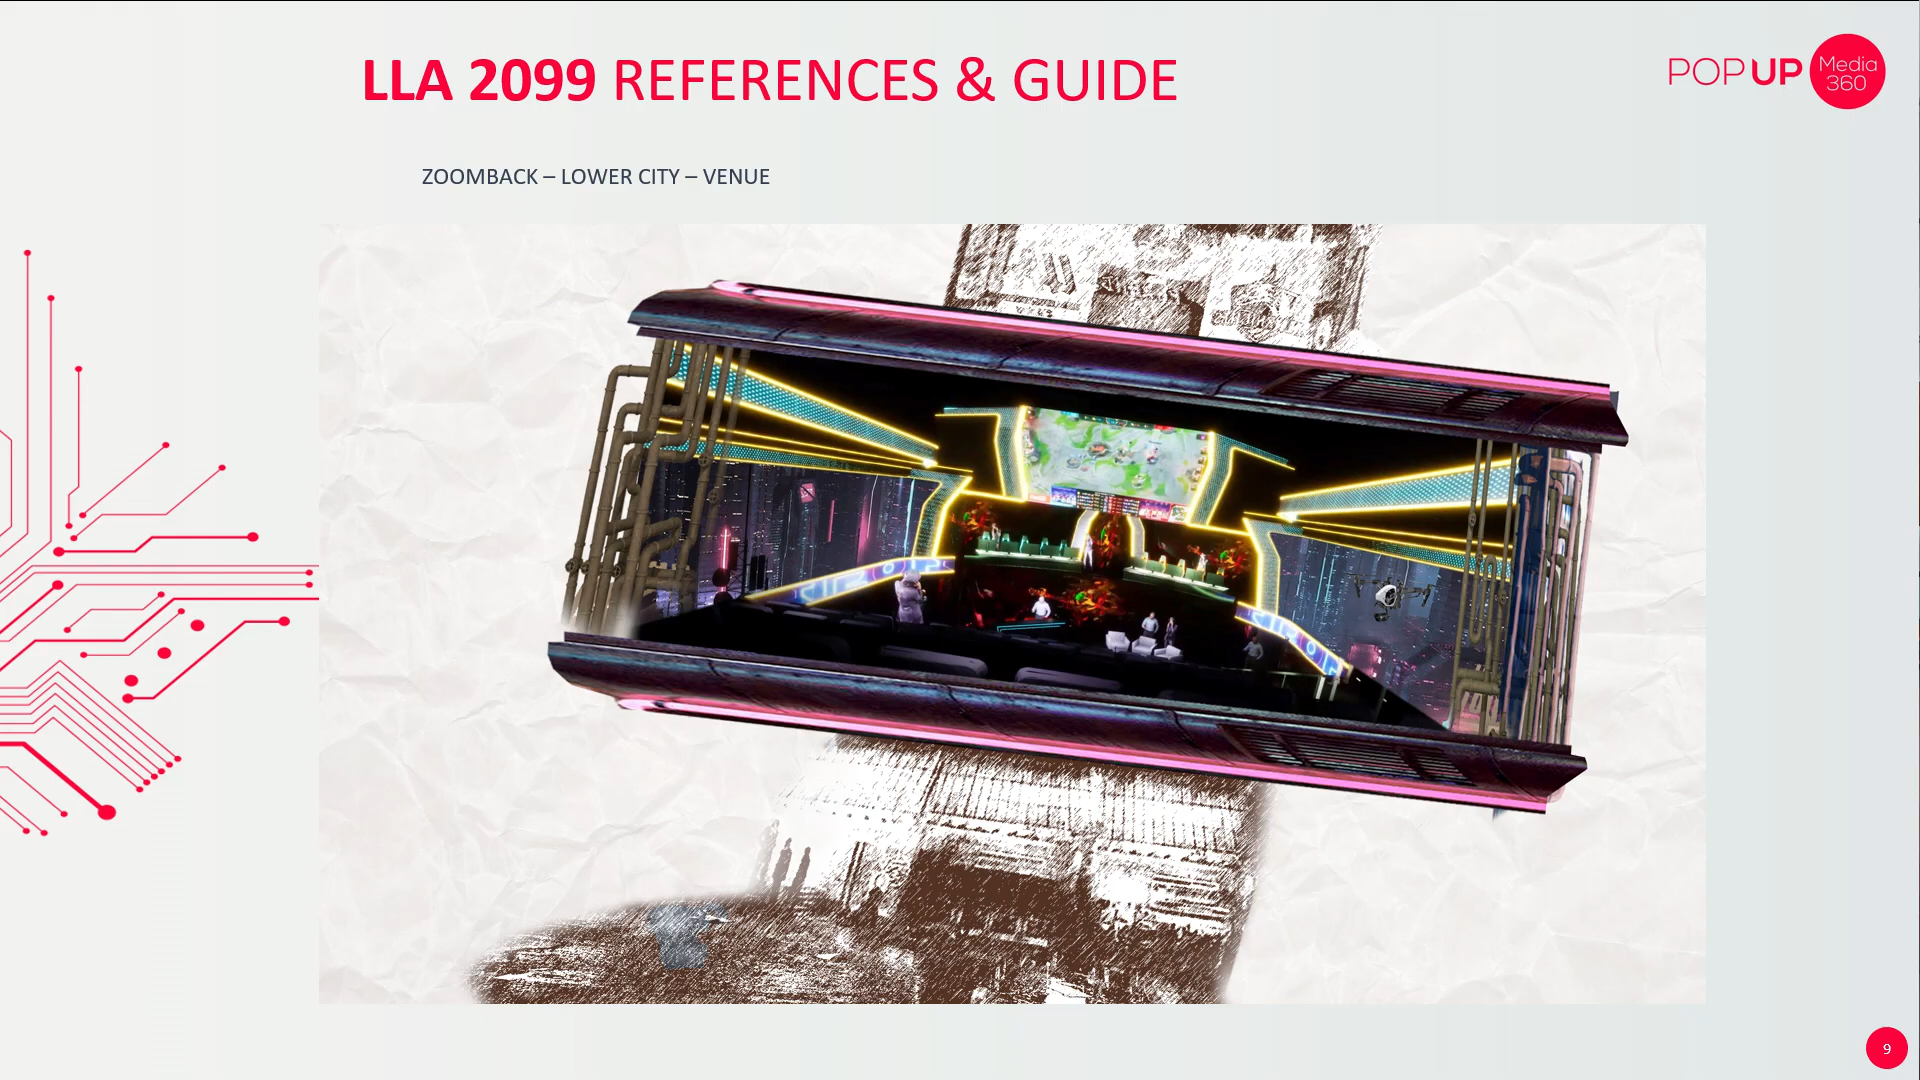 LLA 2099 REFERENCES & GUIDE
POPUP Media 360
ZOOMBACK – LOWER CITY – VENUE
9